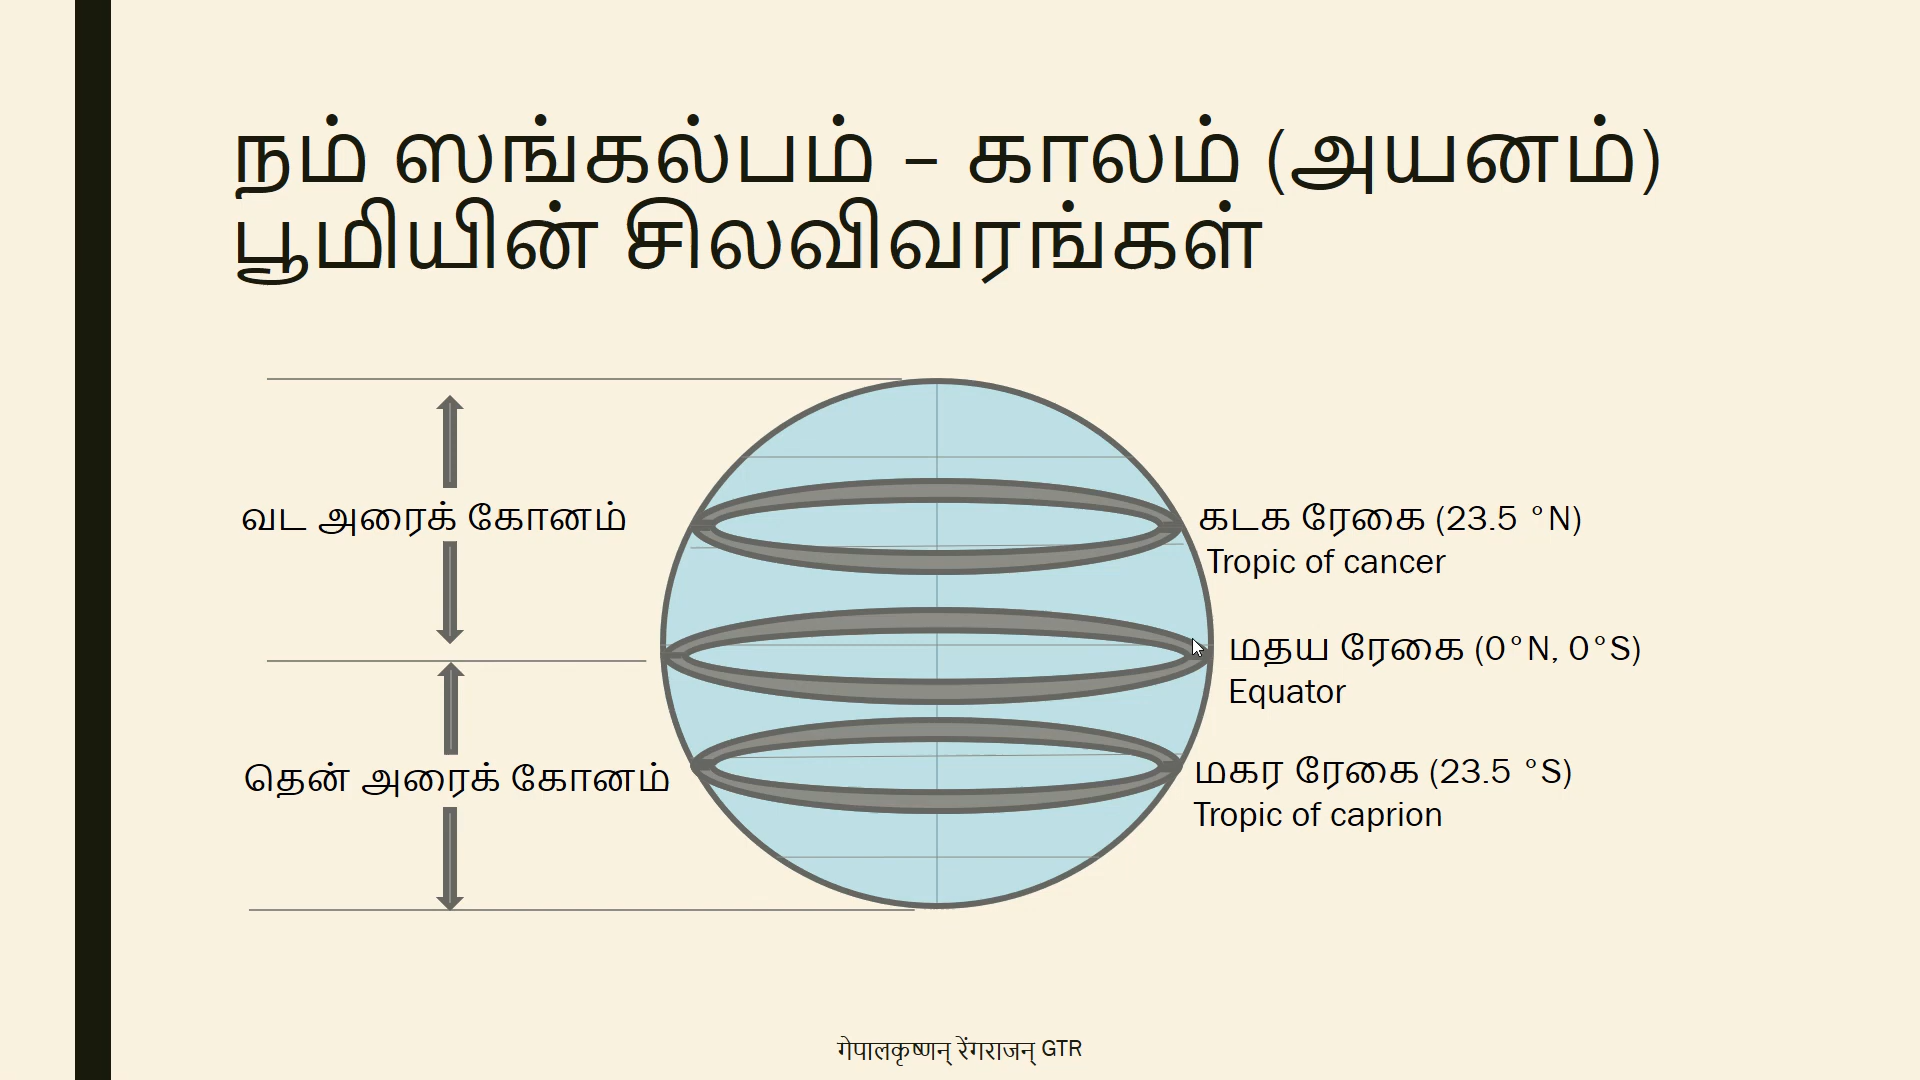 நம் ஸங்கல்பம் – காலம் (அயனம்)
பூமியின் சிலவிவரங்கள்
வட அரைக் கோனம்
தென் அரைக் கோனம்
கடக ரேகை (23.5 °N)
Tropic of cancer
மதய ரேகை (0°N, 0°S)
Equator
மகர ரேகை (23.5 °S)
Tropic of caprion
गेपालकृष्णन् रेंगराजन् GTR